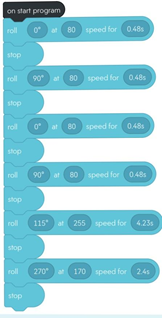 on start program
roll 0° at 80 speed for 0.48s
stop
roll 90° at 80 speed for 0.48s
stop
roll 0° at 80 speed for 0.48s
stop
roll 90° at 80 speed for 0.48s
stop
roll 115° at 255 speed for 4.23s
stop
roll 270° at 170 speed for 2.4s
stop